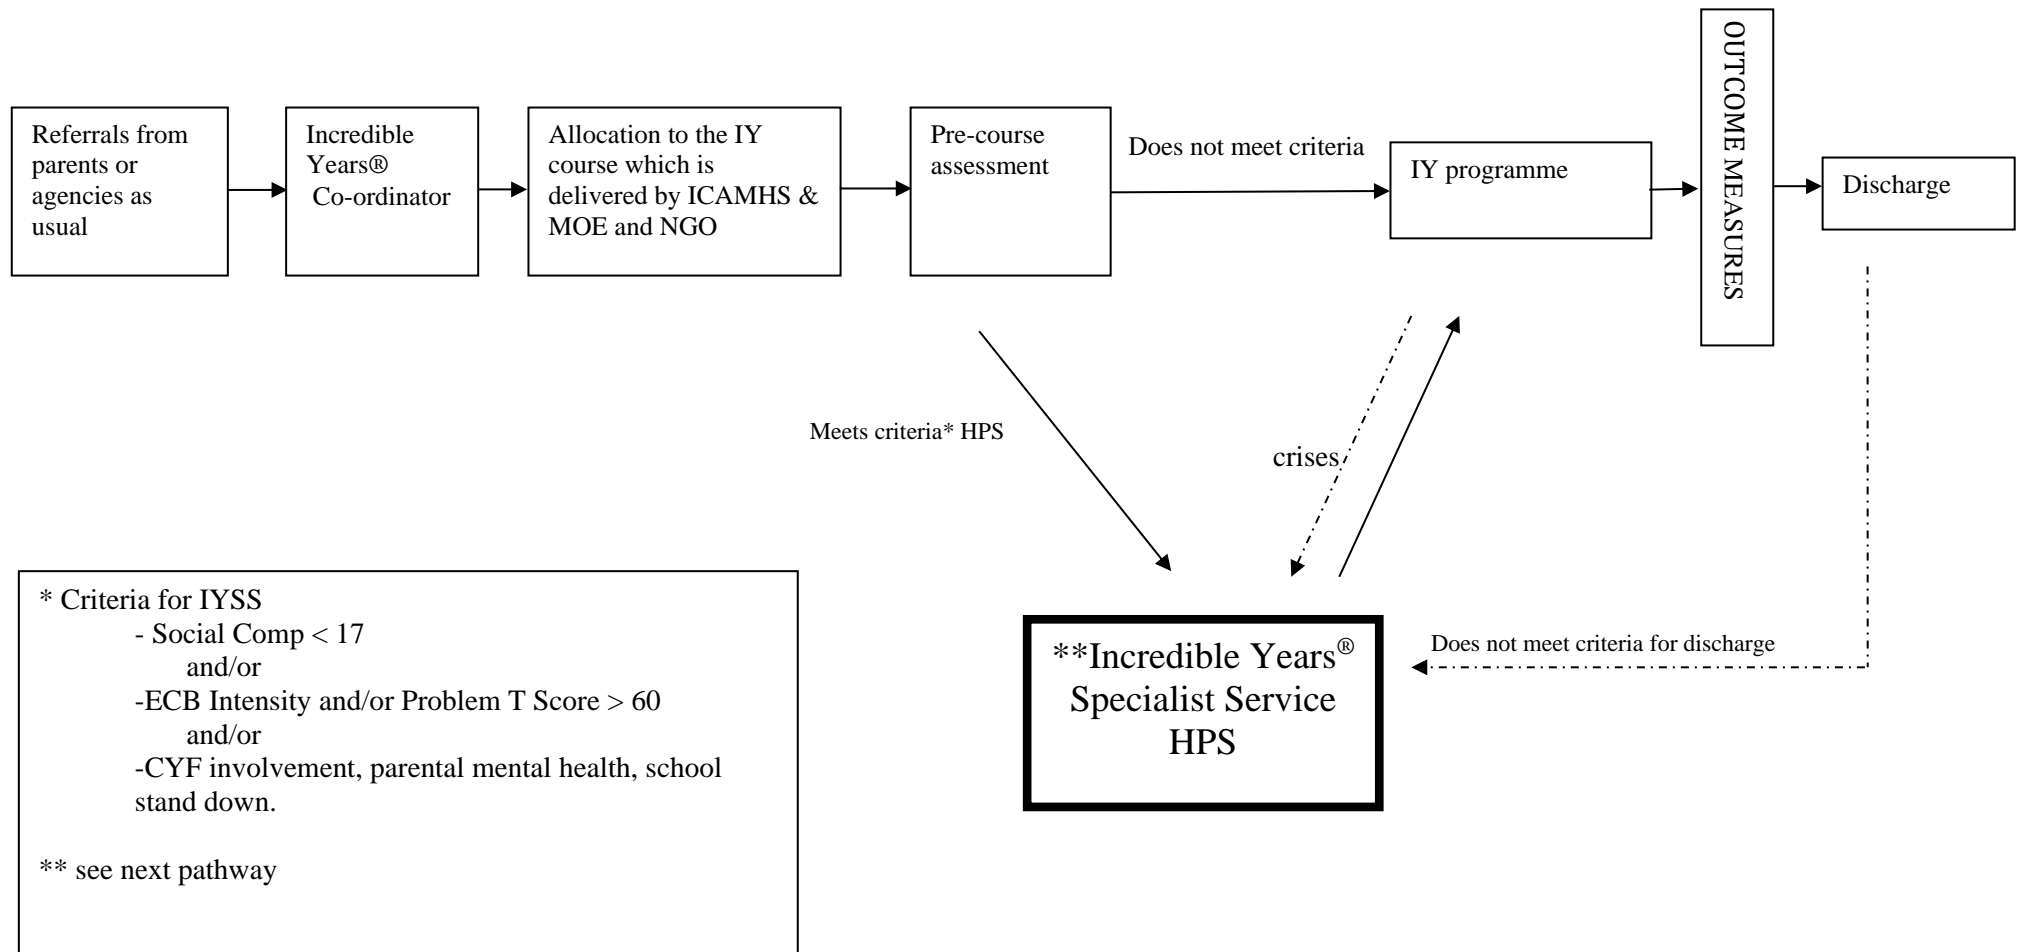 Referrals from
parents or
agencies as
usual
Incredible
Years®
Co-ordinator
Allocation to the IY
course which is
delivered by ICAMHS &
MOE and NGO
Pre-course
assessment
Does not meet criteria
IY programme
OUTCOME MEASURES
Discharge
Meets criteria* HPS
crises
Does not meet criteria for discharge
**Incredible Years®
Specialist Service
HPS
* Criteria for IYSS
- Social Comp < 17
and/or
-ECB Intensity and/or Problem T Score > 60
and/or
-CYF involvement, parental mental health, school
stand down.
** see next pathway